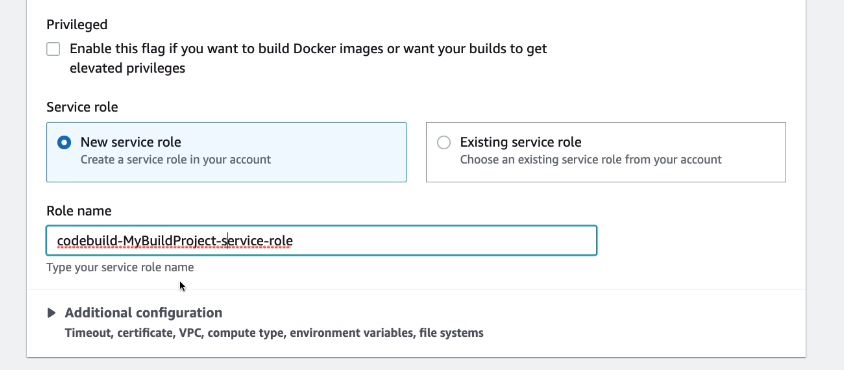 Privileged
Enable this flag if you want to build Docker images or want your builds to get
elevated privileges
Service role
New service role
Create a service role in your account
Existing service role
Choose an existing service role from your account
Role name
codebuild-MyBuildProject-service-role
Type your service role name
Additional configuration
Timeout, certificate, VPC, compute type, environment variables, file systems